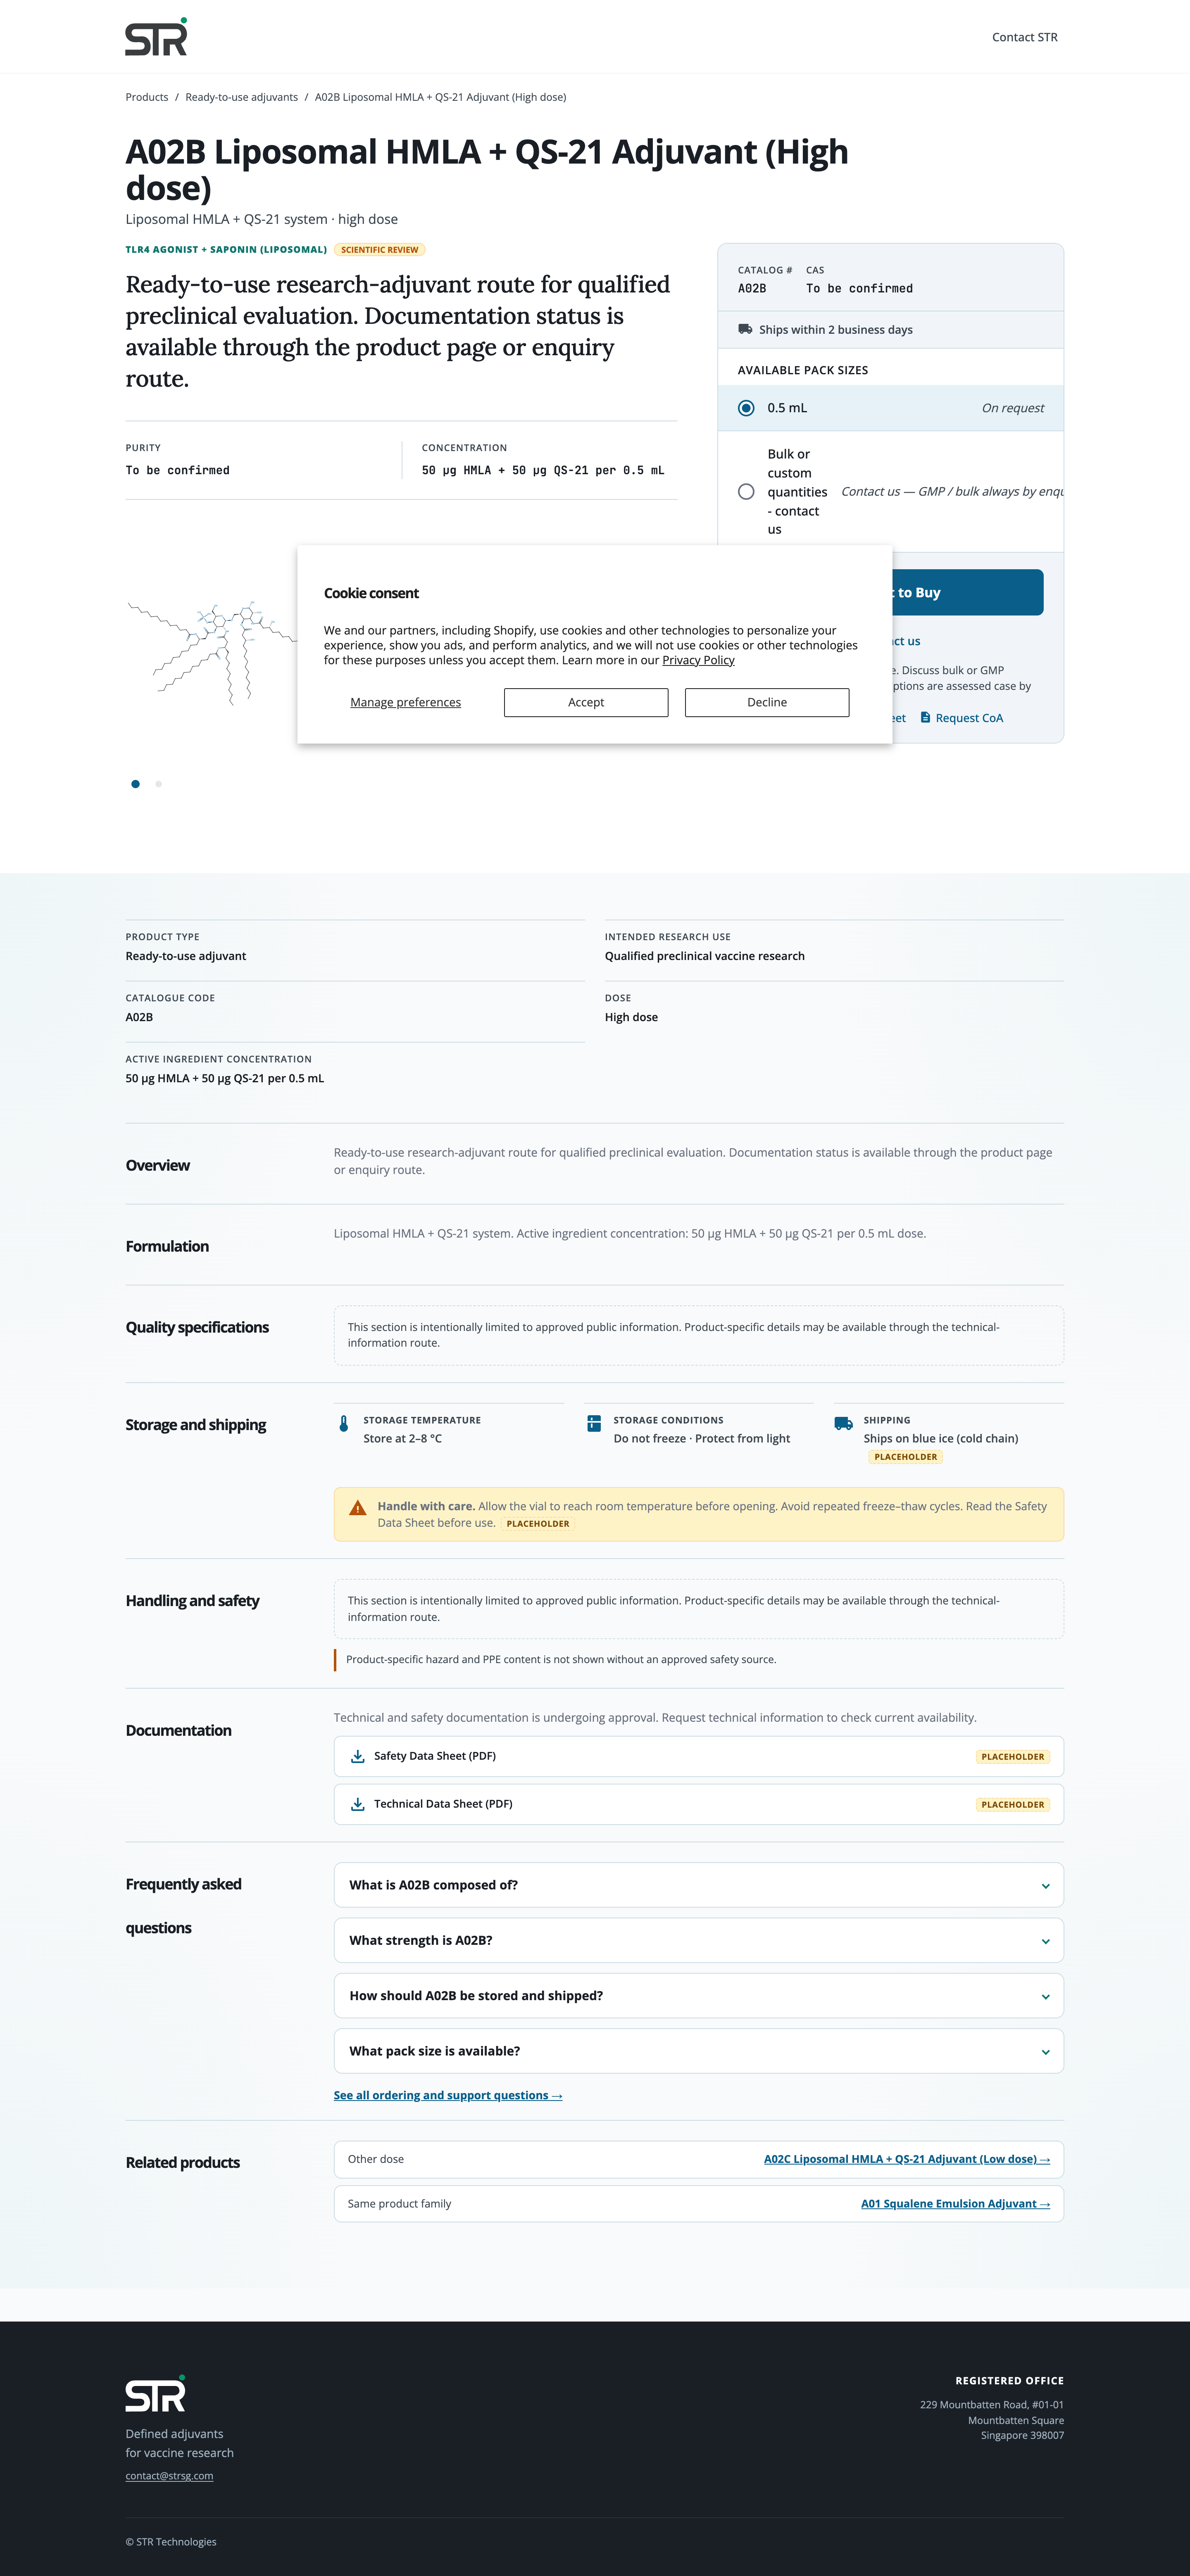 STR
Contact STR
Products / Ready-to-use adjuvants / A02B Liposomal HMLA + QS-21 Adjuvant (High dose)
A02B Liposomal HMLA + QS-21 Adjuvant (High
dose)
Liposomal HMLA + QS-21 system · high dose
TLR4 AGONIST + SAPONIN (LIPOSOMAL) SCIENTIFIC REVIEW
Ready-to-use research-adjuvant route for qualified
preclinical evaluation. Documentation status is
available through the product page or enquiry
route.
PURITY
To be confirmed
CONCENTRATION
50 µg HMLA + 50 µg QS-21 per 0.5 mL
CATALOG # CAS
A02B To be confirmed
Ships within 2 business days
AVAILABLE PACK SIZES
0.5 mL On request
Bulk or
custom
quantities
- contact
us
Contact us — GMP / bulk always by
to Buy
us
Discuss bulk or GMP
are assessed case by
Request CoA
Cookie consent
We and our partners, including Shopify, use cookies and other technologies to personalize your
experience, show you ads, and perform analytics, and we will not use cookies or other technologies
for these purposes unless you accept them. Learn more in our Privacy Policy
Manage preferences
Accept
Decline
PRODUCT TYPE
Ready-to-use adjuvant
INTENDED RESEARCH USE
Qualified preclinical vaccine research
CATALOGUE CODE
A02B
DOSE
High dose
ACTIVE INGREDIENT CONCENTRATION
50 µg HMLA + 50 µg QS-21 per 0.5 mL
Overview
Ready-to-use research-adjuvant route for qualified preclinical evaluation. Documentation status is available through the product page
or enquiry route.
Formulation
Liposomal HMLA + QS-21 system. Active ingredient concentration: 50 µg HMLA + 50 µg QS-21 per 0.5 mL dose.
Quality specifications
This section is intentionally limited to approved public information. Product-specific details may be available through the technical-
information route.
Storage and shipping
STORAGE TEMPERATURE
Store at 2–8 °C
STORAGE CONDITIONS
Do not freeze · Protect from light
SHIPPING
Ships on blue ice (cold chain)
PLACEHOLDER
Handle with care. Allow the vial to reach room temperature before opening. Avoid repeated freeze–thaw cycles. Read the Safety
Data Sheet before use. PLACEHOLDER
Handling and safety
This section is intentionally limited to approved public information. Product-specific details may be available through the technical-
information route.
Product-specific hazard and PPE content is not shown without an approved safety source.
Documentation
Technical and safety documentation is undergoing approval. Request technical information to check current availability.
Safety Data Sheet (PDF) PLACEHOLDER
Technical Data Sheet (PDF) PLACEHOLDER
Frequently asked
questions
What is A02B composed of?
What strength is A02B?
How should A02B be stored and shipped?
What pack size is available?
See all ordering and support questions →
Related products
Other dose A02C Liposomal HMLA + QS-21 Adjuvant (Low dose) →
Same product family A01 Squalene Emulsion Adjuvant →
STR
Defined adjuvants
for vaccine research
contact@strsg.com
REGISTERED OFFICE
229 Mountbatten Road, #01-01
Mountbatten Square
Singapore 398007
© STR Technologies